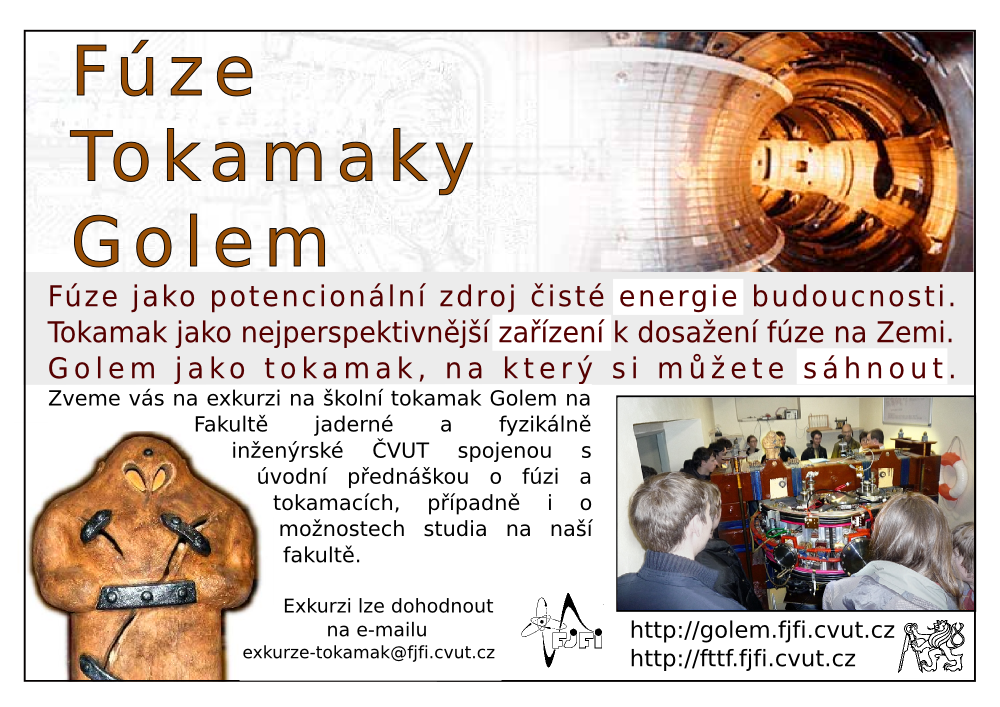 Fúze
Tokamaky
Golem
Fúze jako potencionální zdroj čisté energie budoucnosti.
Tokamak jako nejperspektivnější zařízení k dosažení fúze na Zemi.
Golem jako tokamak, na který si můžete sáhnout.
Zveme vás na exkurzi na školní tokamak Golem na
Fakultě jaderné a fyzikálně
inženýrské ČVUT spojenou s
úvodní přednáškou o fúzi a
tokamacích, případně i o
možnostech studia na naší
fakultě.
Exkurzi lze dohodnout
na e-mailu
exkurze-tokamak@fjfi.cvut.cz
FJFI
http://golem.fjfi.cvut.cz
http://fttf.fjfi.cvut.cz